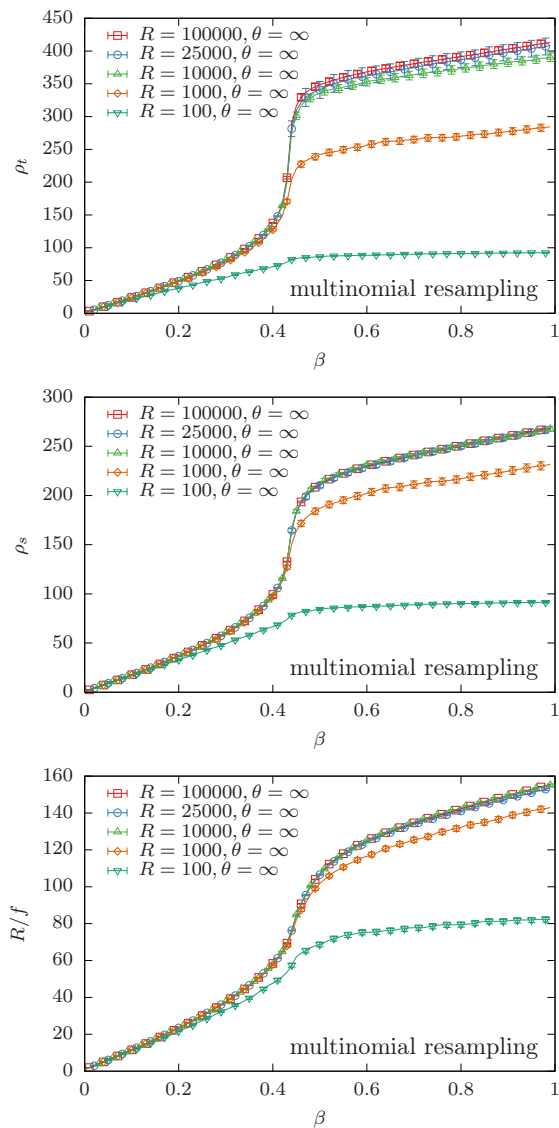 450
400
350
300
250
200
150
100
50
0
ρ_t
R = 100000, θ = ∞
R = 25000, θ = ∞
R = 10000, θ = ∞
R = 1000, θ = ∞
R = 100, θ = ∞
multinomial resampling
0 0.2 0.4 0.6 0.8 1
β
300
250
200
150
100
50
0
ρ_s
R = 100000, θ = ∞
R = 25000, θ = ∞
R = 10000, θ = ∞
R = 1000, θ = ∞
R = 100, θ = ∞
multinomial resampling
0 0.2 0.4 0.6 0.8 1
β
160
140
120
100
80
60
40
20
0
R/f
R = 100000, θ = ∞
R = 25000, θ = ∞
R = 10000, θ = ∞
R = 1000, θ = ∞
R = 100, θ = ∞
multinomial resampling
0 0.2 0.4 0.6 0.8 1
β